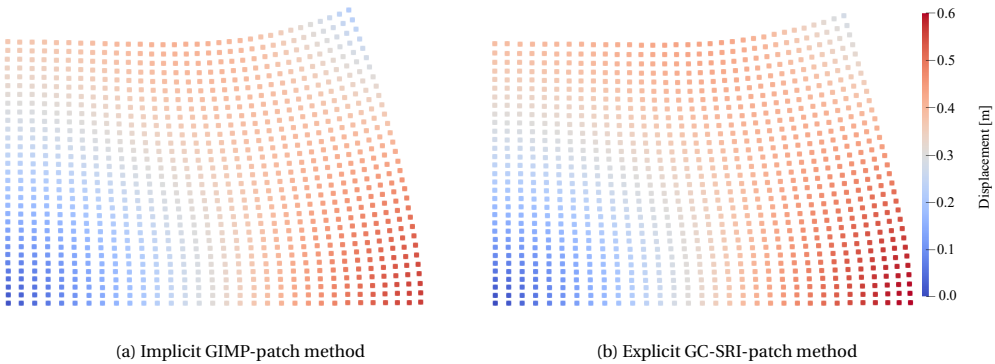 0.6
0.5
0.4
0.3
0.2
0.1
0.0
Displacement [m]
(a) Implicit GIMP-patch method
(b) Explicit GC-SRI-patch method